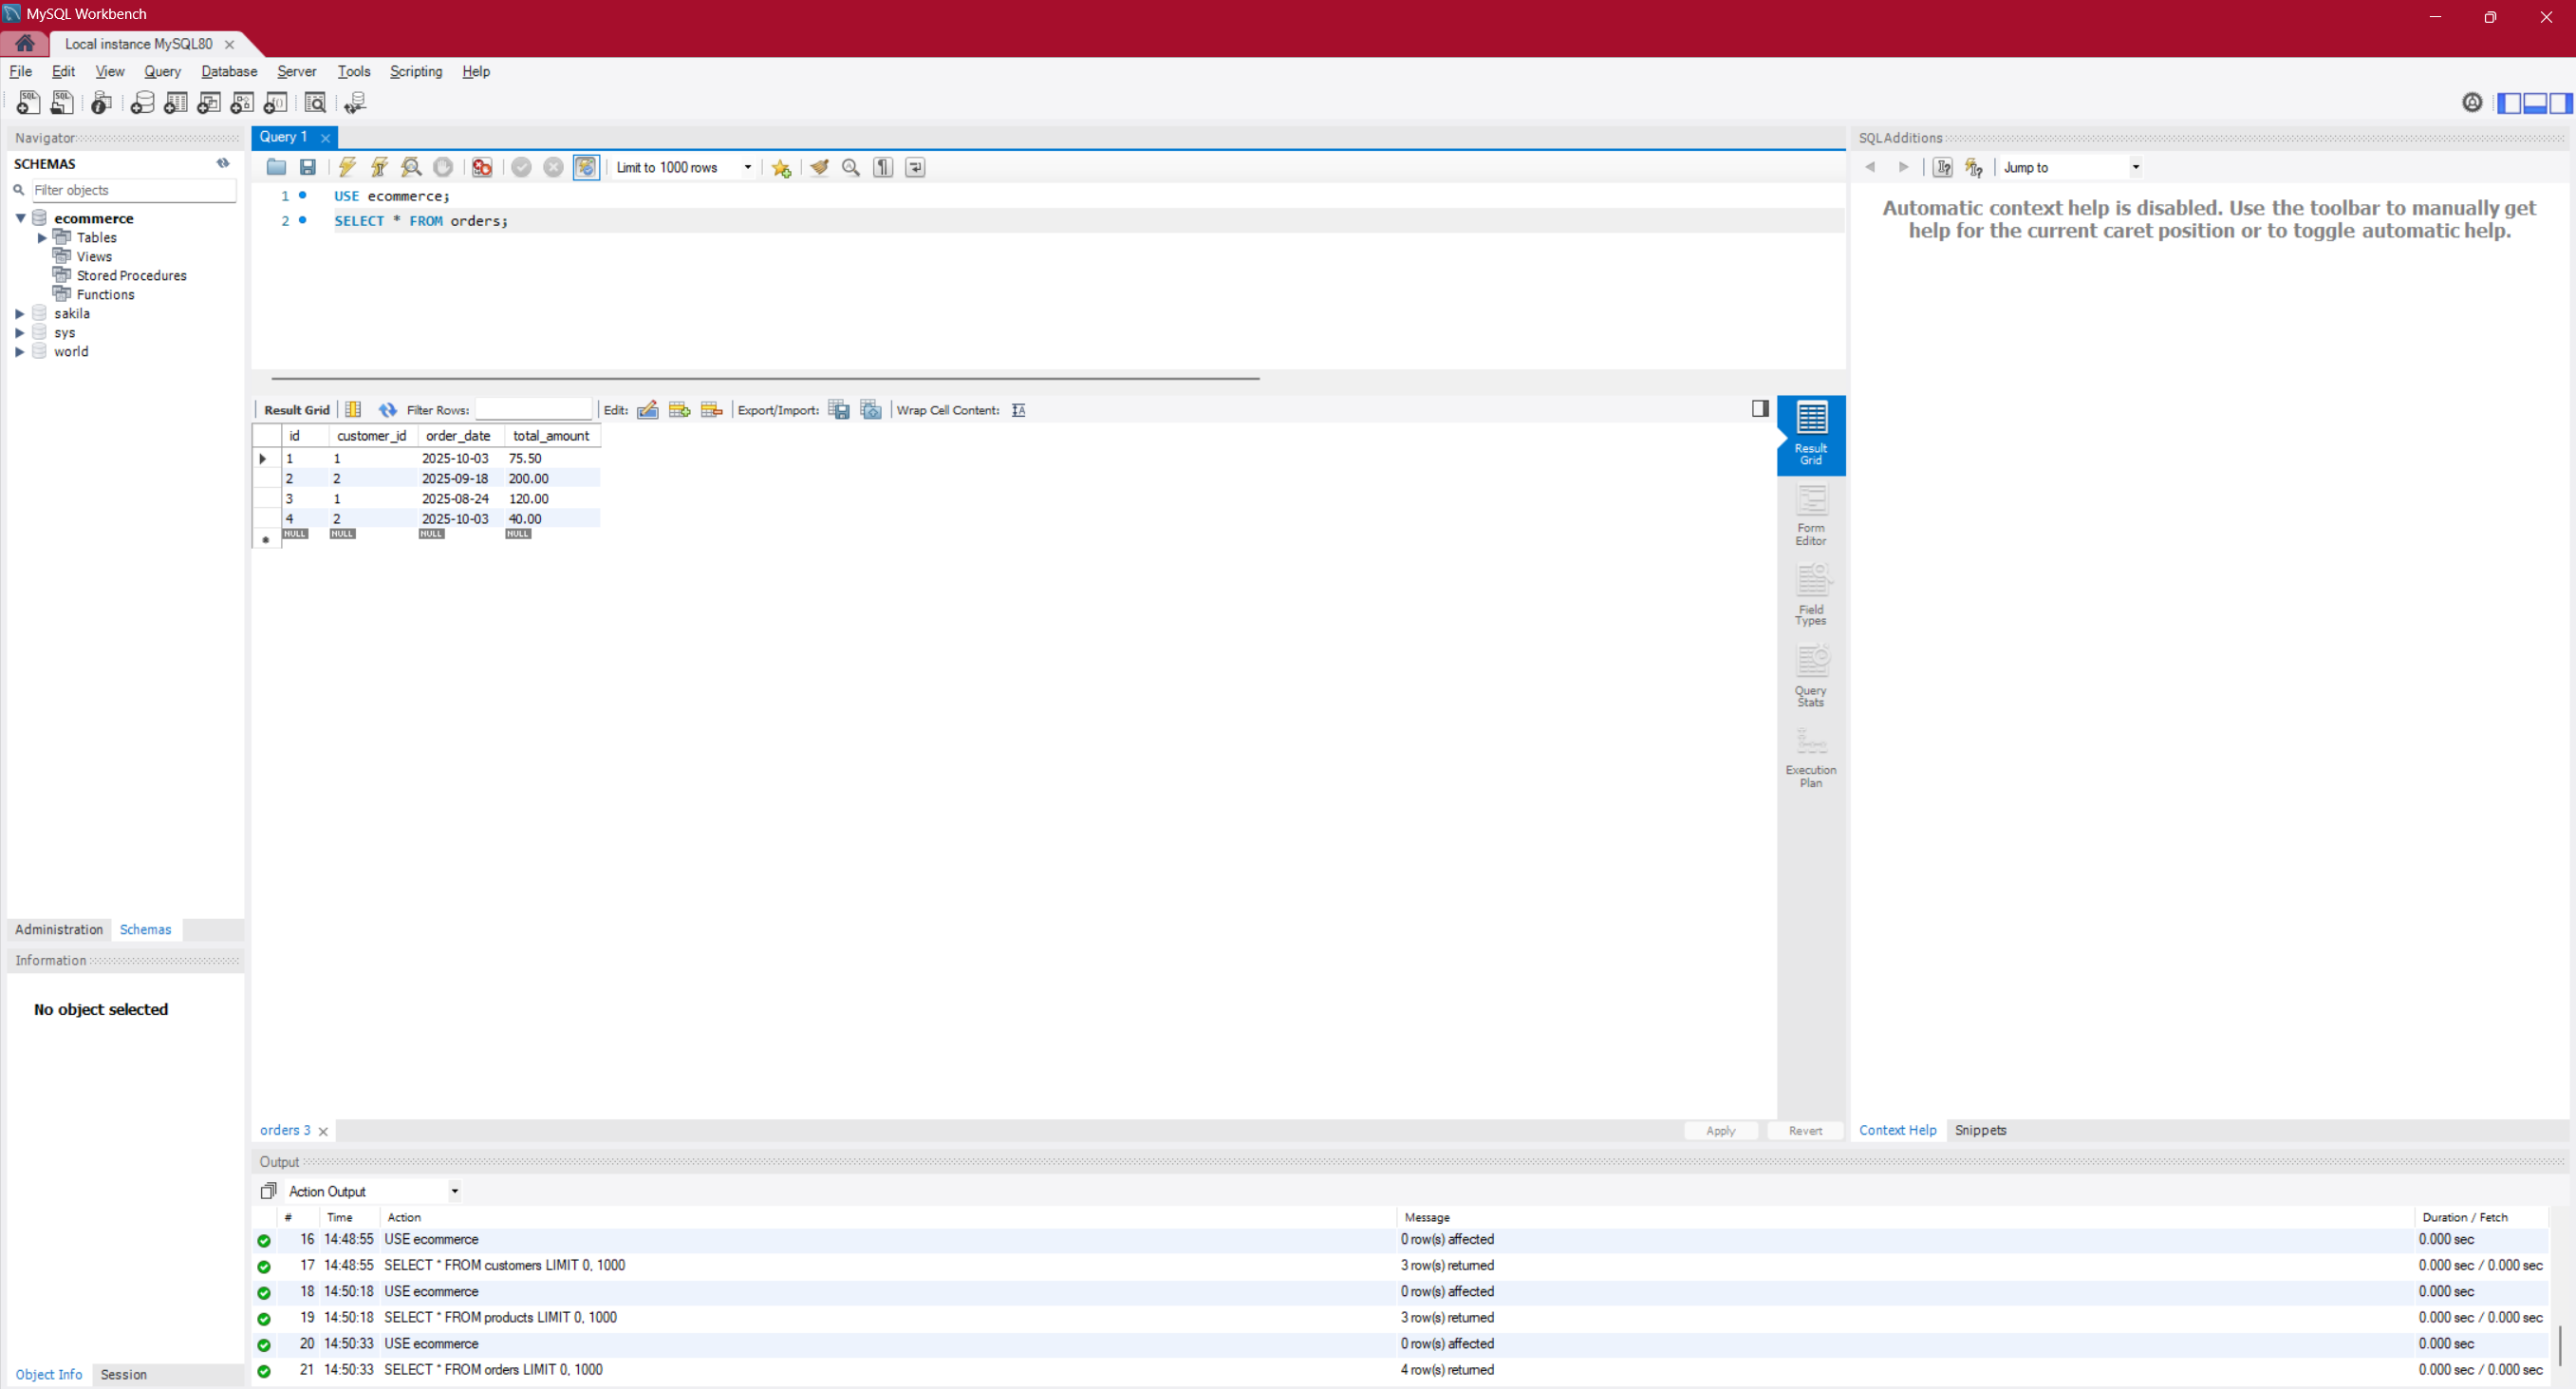 MySQL Workbench
Local instance MySQL80
File Edit View Query Database Server Tools Scripting Help
Navigator
SCHEMAS
Filter objects
ecommerce
Tables
Views
Stored Procedures
Functions
sakila
sys
world
Administration Schemas
Information
No object selected
Object Info Session
Query 1
Limit to 1000 rows
1 USE ecommerce;
2 SELECT * FROM orders;
Result Grid Filter Rows: Edit: Export/Import: Wrap Cell Content:
id customer_id order_date total_amount
1 1 2025-10-03 75.50
2 2 2025-09-18 200.00
3 1 2025-08-24 120.00
4 2 2025-10-03 40.00
NULL NULL NULL NULL
Result
Grid
Form
Editor
Field
Types
Query
Stats
Execution
Plan
orders 3 Apply Revert
SQLAdditions
Jump to
Automatic context help is disabled. Use the toolbar to manually get
help for the current caret position or to toggle automatic help.
Context Help Snippets
Output
Action Output
# Time Action Message Duration / Fetch
16 14:48:55 USE ecommerce 0 row(s) affected 0.000 sec
17 14:48:55 SELECT * FROM customers LIMIT 0, 1000 3 row(s) returned 0.000 sec / 0.000 sec
18 14:50:18 USE ecommerce 0 row(s) affected 0.000 sec
19 14:50:18 SELECT * FROM products LIMIT 0, 1000 3 row(s) returned 0.000 sec / 0.000 sec
20 14:50:33 USE ecommerce 0 row(s) affected 0.000 sec
21 14:50:33 SELECT * FROM orders LIMIT 0, 1000 4 row(s) returned 0.000 sec / 0.000 sec